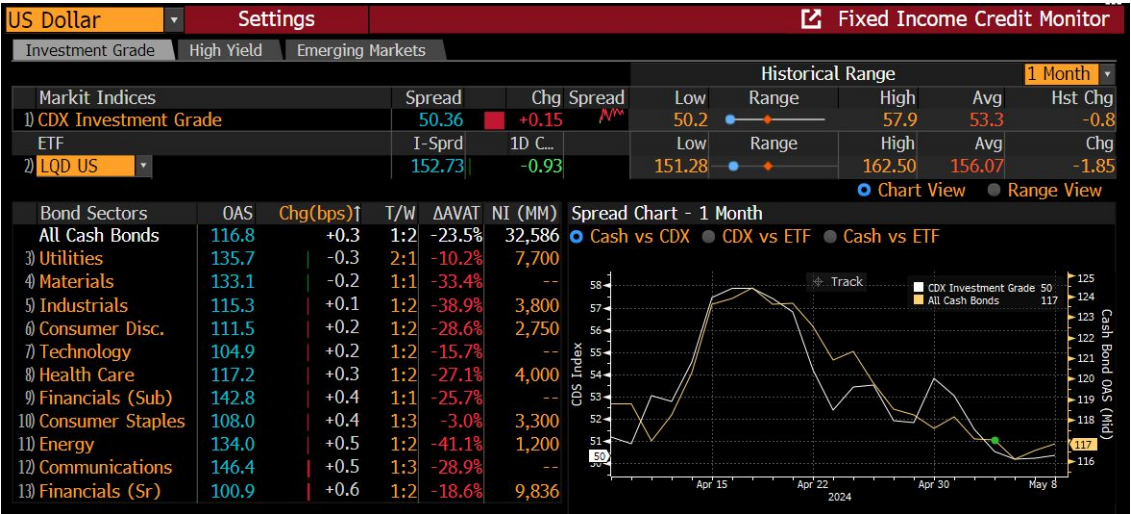 US Dollar Settings Fixed Income Credit Monitor
Investment Grade High Yield Emerging Markets
Historical Range 1 Month
Markit Indices Spread Chg Spread Low Range High Avg Hst Chg
1) CDX Investment Grade 50.36 +0.15 50.2 57.9 53.3 -0.8
ETF I-Sprd 1D C... Low Range High Avg Chg
2) LQD US 152.73 -0.93 151.28 162.50 156.07 -1.85
Chart View Range View
Bond Sectors OAS Chg(bps)↑ T/W ΔAVAT NI (MM)
All Cash Bonds 116.8 +0.3 1:2 -23.5% 32,586
3) Utilities 135.7 -0.3 2:1 -10.2% 7,700
4) Materials 133.1 -0.2 1:1 -33.4% --
5) Industrials 115.3 +0.1 1:2 -38.9% 3,800
6) Consumer Disc. 111.5 +0.2 1:2 -28.6% 2,750
7) Technology 104.9 +0.2 1:2 -15.7% --
8) Health Care 117.2 +0.3 1:2 -27.1% 4,000
9) Financials (Sub) 142.8 +0.4 1:1 -25.7% --
10) Consumer Staples 108.0 +0.4 1:3 -3.0% 3,300
11) Energy 134.0 +0.5 1:2 -41.1% 1,200
12) Communications 146.4 +0.5 1:3 -28.9% --
13) Financials (Sr) 100.9 +0.6 1:2 -18.6% 9,836
Spread Chart - 1 Month
Cash vs CDX CDX vs ETF Cash vs ETF
Track
CDX Investment Grade 50
All Cash Bonds 117
CDS Index
58
57
56
55
54
53
52
51
50
50
125
124
123
122
121
120
119
118
117
116
Cash Bond OAS (Mid)
Apr 15 Apr 22 Apr 30 May 8
2024